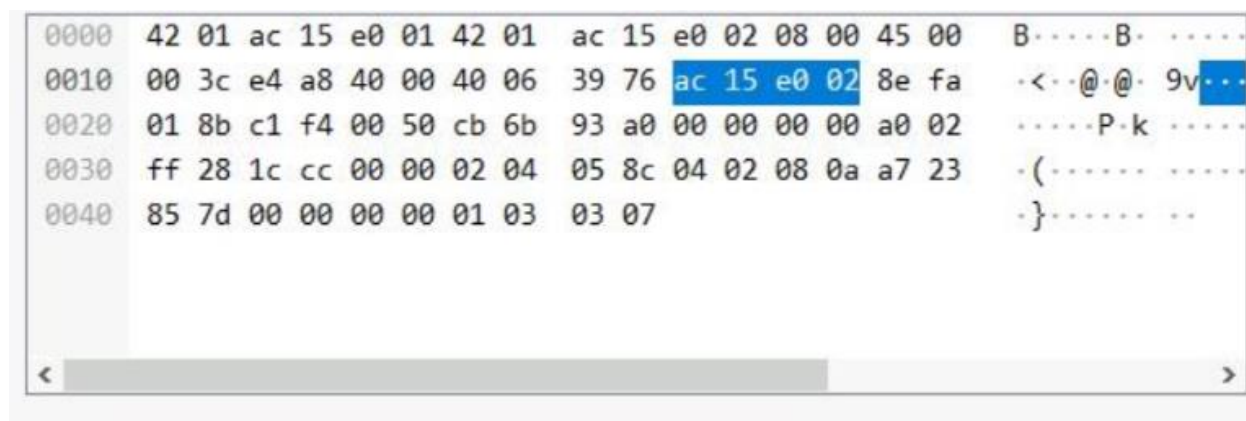 0000 42 01 ac 15 e0 01 42 01 ac 15 e0 02 08 00 45 00 B·····B· ······
0010 00 3c e4 a8 40 00 40 06 39 76 ac 15 e0 02 8e fa ·<··@·@· 9v····
0020 01 8b c1 f4 00 50 cb 6b 93 a0 00 00 00 00 a0 02 ·····P·k ······
0030 ff 28 1c cc 00 00 02 04 05 8c 04 02 08 0a a7 23 ·(······ ······
0040 85 7d 00 00 00 00 01 03 03 07 ·}······ ··